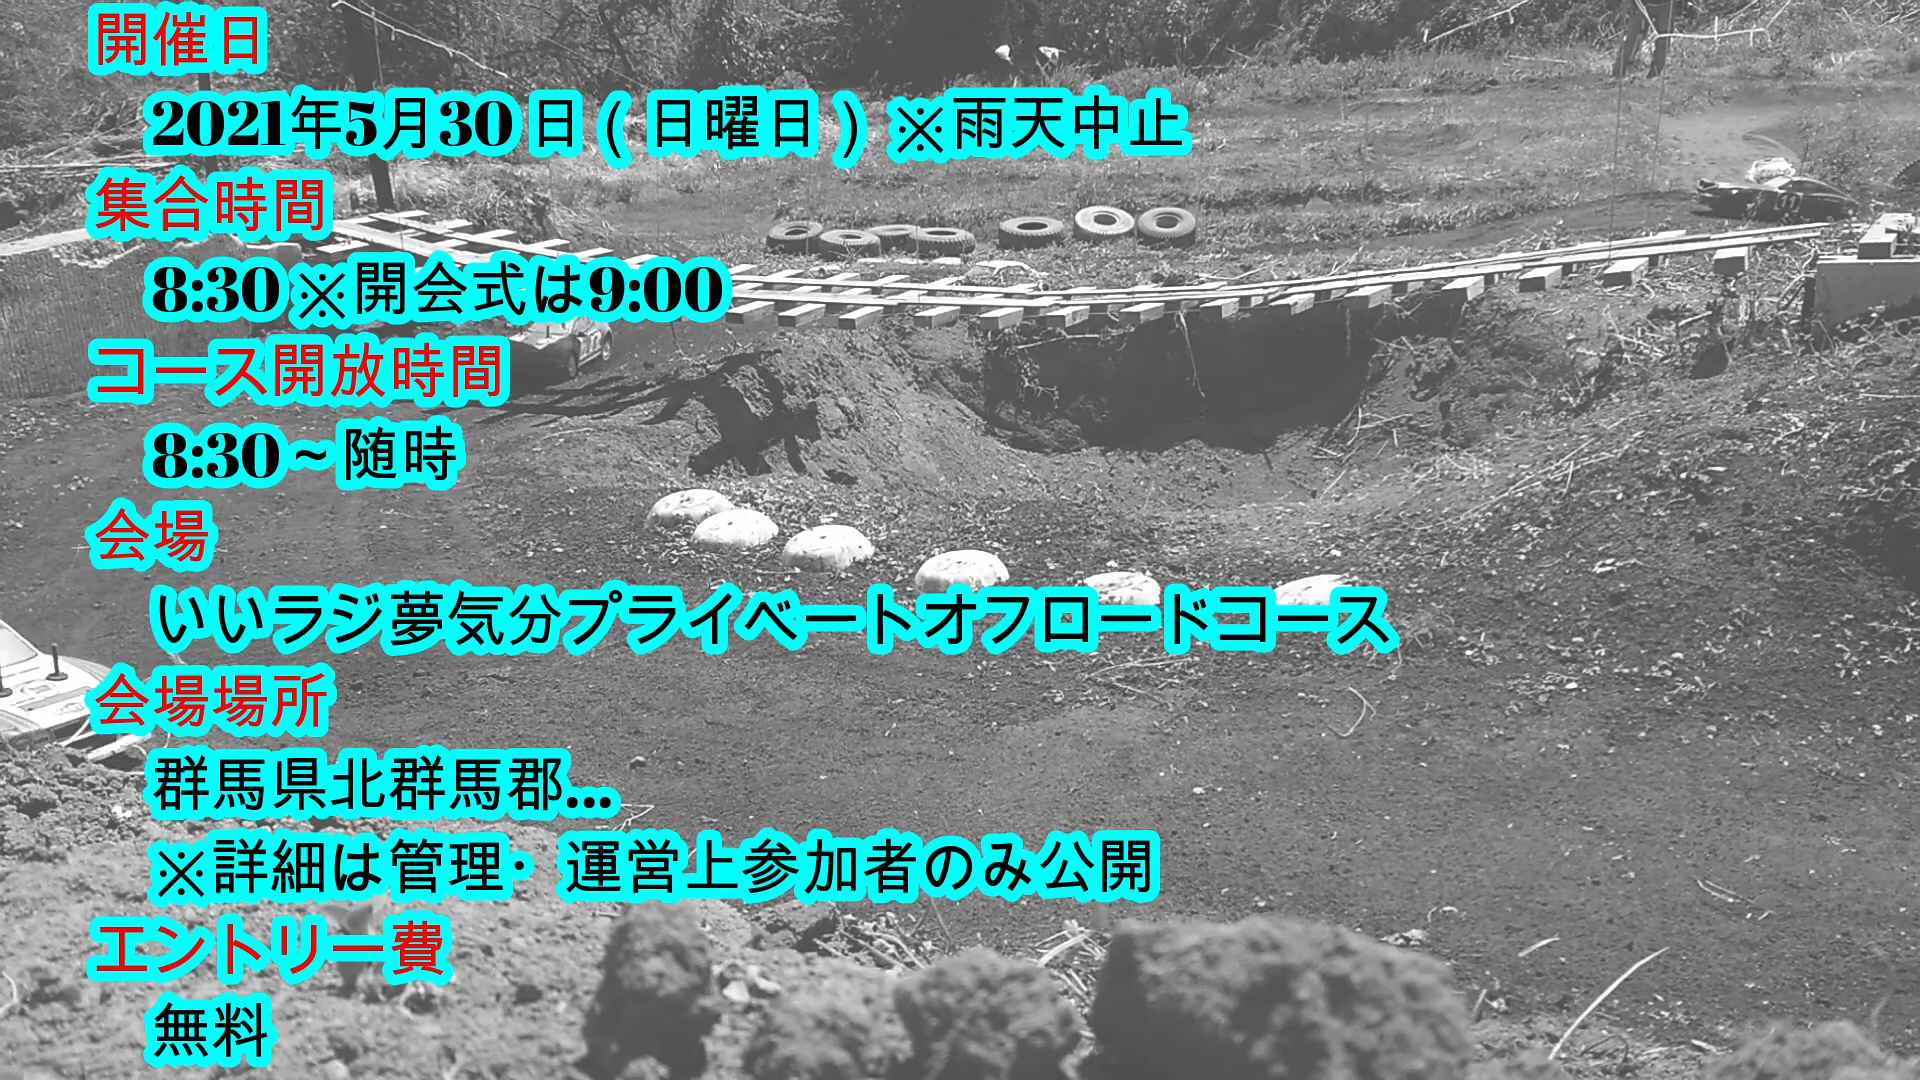 開催日
2021年5月30日(日曜日)※雨天中止
集合時間
8:30※開会式は9:00
コース開放時間
8:30~随時
会場
いいラジ夢気分プライベートオフロードコース
会場場所
群馬県北群馬郡...
※詳細は管理・運営上参加者のみ公開
エントリー費
無料